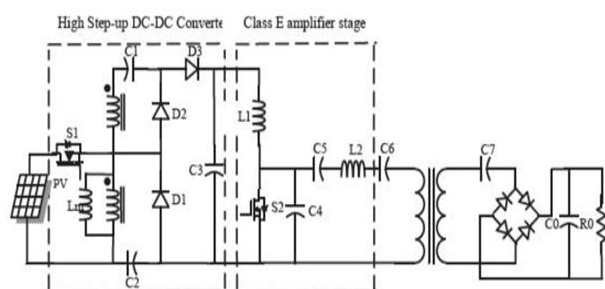 High Step-up DC-DC Converte
Class E amplifier stage
C1
D3
L1
S1
D2
C3
C5
L2
C6
C7
PV
Lm
D1
S2
C4
C0
R0
C2